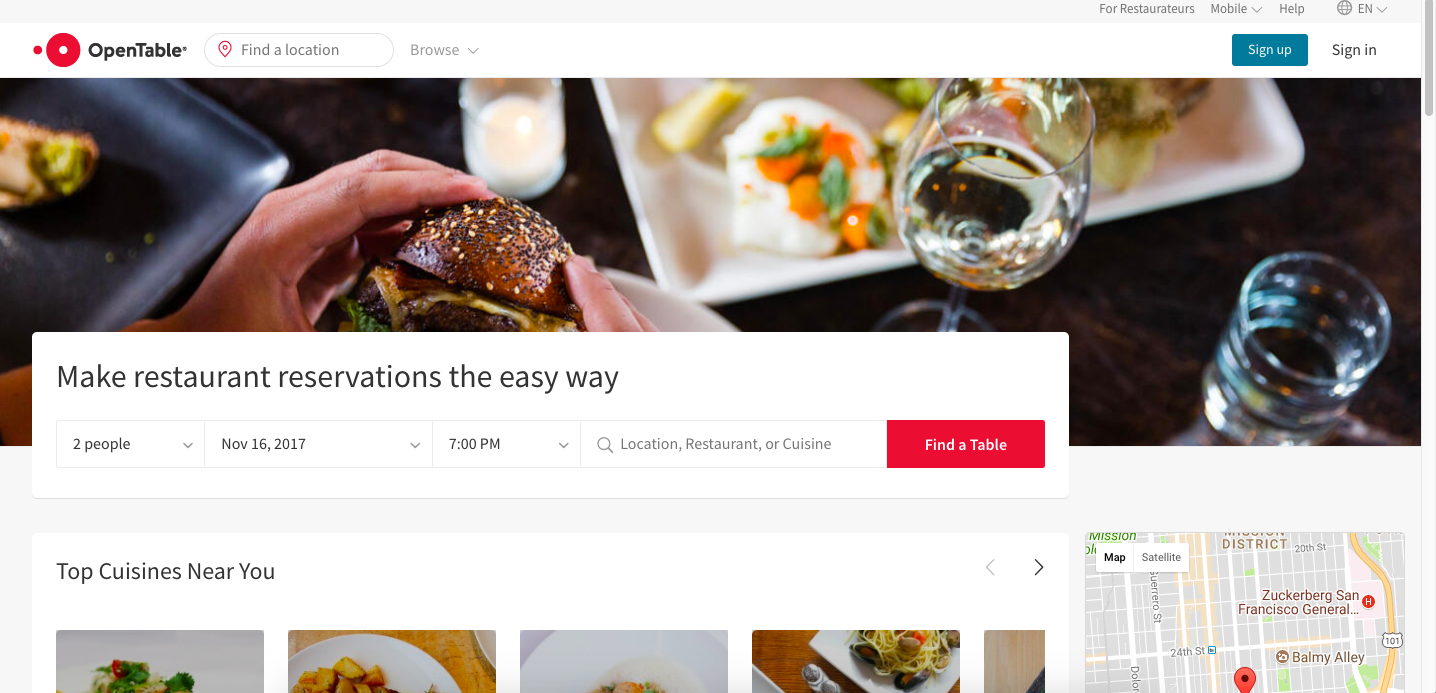 For Restaurateurs Mobile Help EN
OpenTable® Find a location Browse Sign up Sign in
Make restaurant reservations the easy way
2 people Nov 16, 2017 7:00 PM Location, Restaurant, or Cuisine Find a Table
Top Cuisines Near You
Mission
MISSION
DISTRICT
20th St
Map Satellite
Guerrero St
Zuckerberg San
Francisco General...
H
101
24th St
Balmy Alley